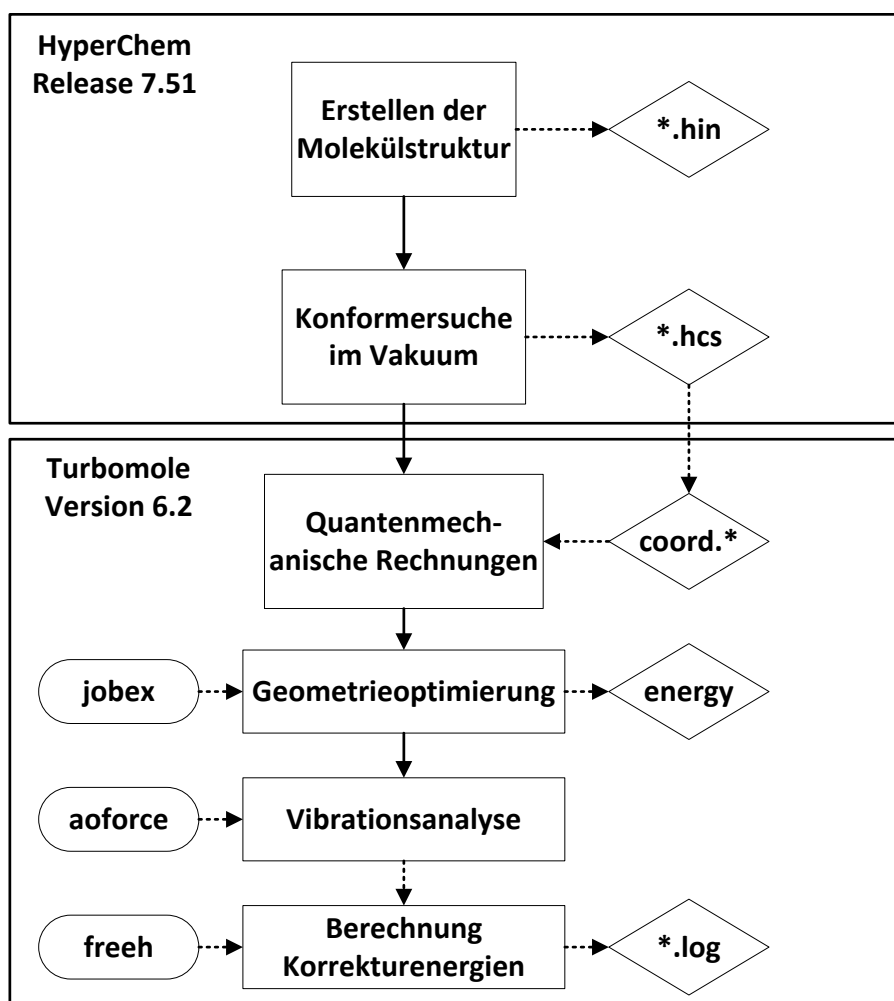 HyperChem
Release 7.51
Erstellen der
Molekülstruktur
*.hin
Konformersuche
im Vakuum
*.hcs
Turbomole
Version 6.2
Quantenmech-
anische Rechnungen
coord.*
jobex
Geometrieoptimierung
energy
aoforce
Vibrationsanalyse
freeh
Berechnung
Korrekturenergien
*.log